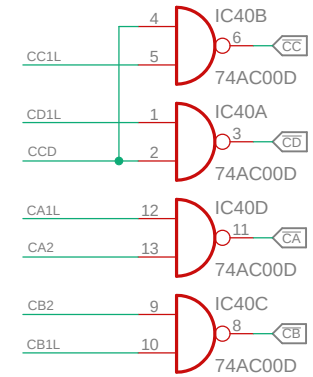 4 IC40B
6 CC
CC1L 5
74AC00D
CD1L 1 IC40A
3 CD
CCD 2
74AC00D
CA1L 12 IC40D
11 CA
CA2 13
74AC00D
CB2 9 IC40C
8 CB
CB1L 10
74AC00D